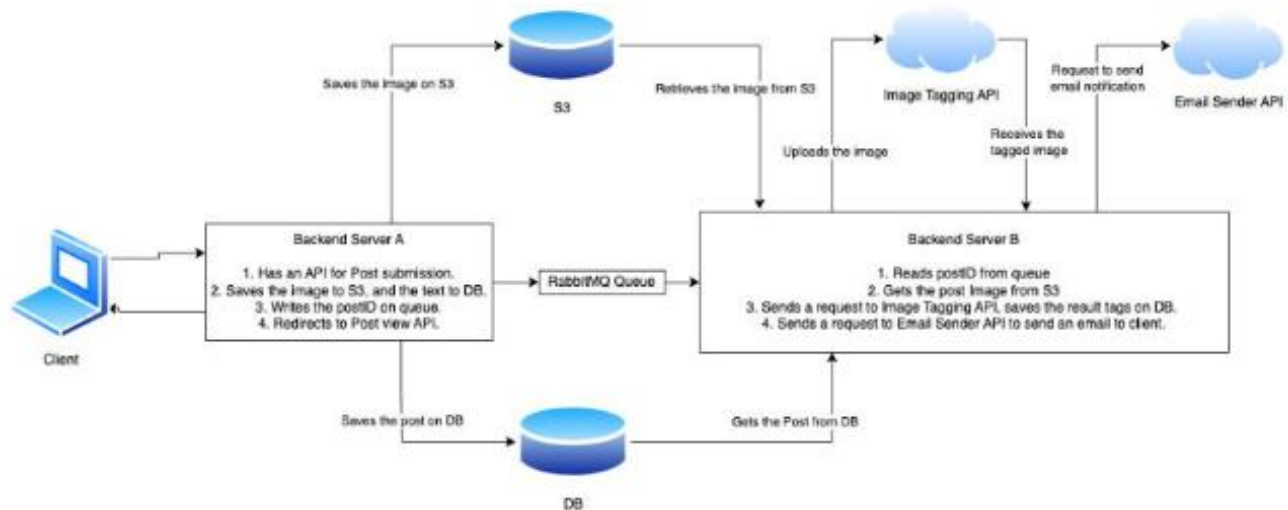 Saves the Image on S3
S3
Retrieves the image from S3
Uploads the image
Image Tagging API
Receives the
tagged image
Request to send
email notification
Email Sender API
Client
Backend Server A
1. Has an API for Post submission.
2. Saves the image to S3, and the text to DB.
3. Writes the postID on queue.
4. Redirects to Post view API.
RabbitMQ Queue
Backend Server B
1. Reads postID from queue
2. Gets the post Image from S3
3. Sends a request to Image Tagging API, saves the result tags on DB.
4. Sends a request to Email Sender API to send an email to client.
Saves the post on DB
DB
Gets the Post from DB